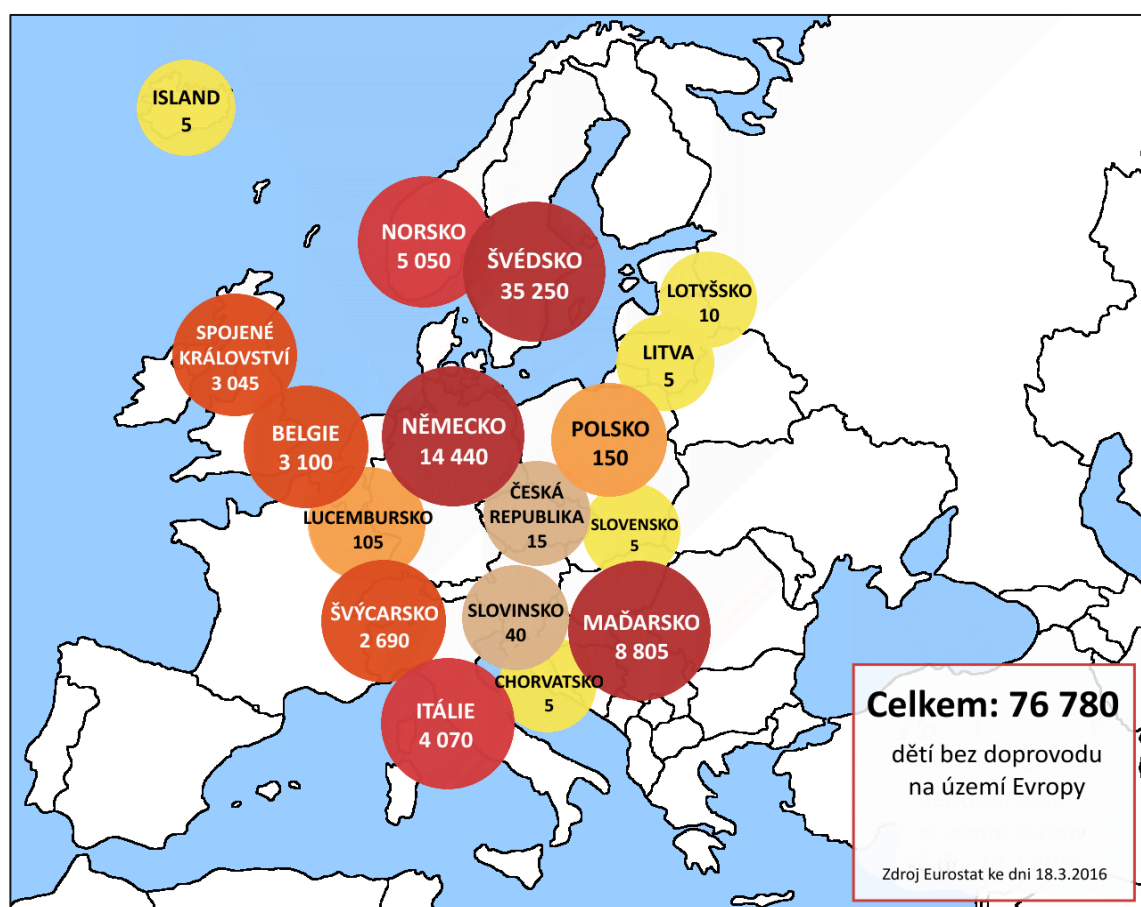 ISLAND
5
NORSKO
5 050
ŠVÉDSKO
35 250
LOTYŠSKO
10
SPOJENÉ
KRÁLOVSTVÍ
3 045
LITVA
5
BELGIE
3 100
NĚMECKO
14 440
POLSKO
150
LUCEMBURSKO
105
ČESKÁ
REPUBLIKA
15
SLOVENSKO
5
ŠVÝCARSKO
2 690
SLOVINSKO
40
MAĎARSKO
8 805
CHORVATSKO
5
ITÁLIE
4 070
Celkem: 76 780
dětí bez doprovodu
na území Evropy
Zdroj Eurostat ke dni 18.3.2016